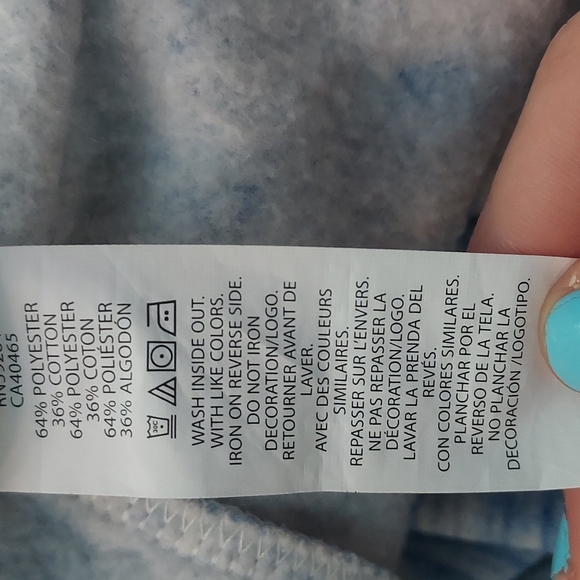 CA40465
64% POLYESTER
36% COTTON
64% POLYESTER
36% COTON
64% POLIÉSTER
36% ALGODÓN
30C
WASH INSIDE OUT.
WITH LIKE COLORS.
IRON ON REVERSE SIDE.
DO NOT IRON
DECORATION/LOGO.
RETOURNER AVANT DE
LAVER.
AVEC DES COULEURS
SIMILAIRES.
REPASSER SUR L'ENVERS.
NE PAS REPASSER LA
DÉCORATION/LOGO.
LAVAR LA PRENDA DEL
REVÉS.
CON COLORES SIMILARES.
PLANCHAR POR EL
REVERSO DE LA TELA.
NO PLANCHAR LA
DECORACIÓN /LOGOTIPO.